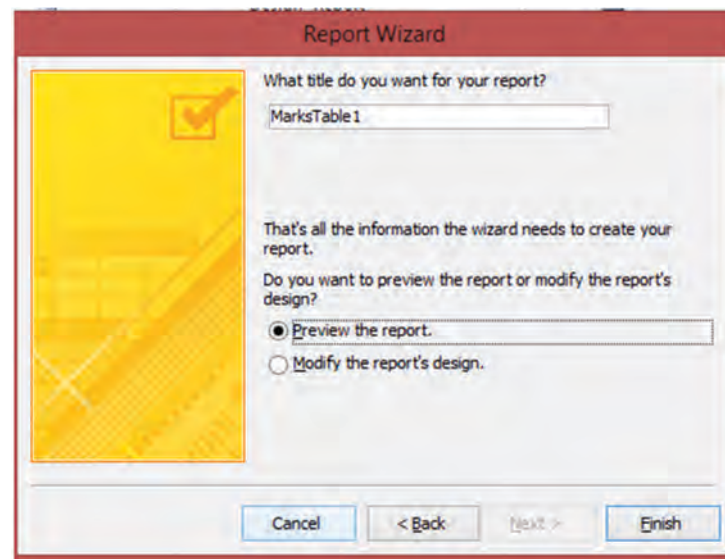 Report Wizard
What title do you want for your report?
MarksTable1
That's all the information the wizard needs to create your
report.
Do you want to preview the report or modify the report's
design?
Preview the report.
Modify the report's design.
Cancel
< Back
Next >
Finish